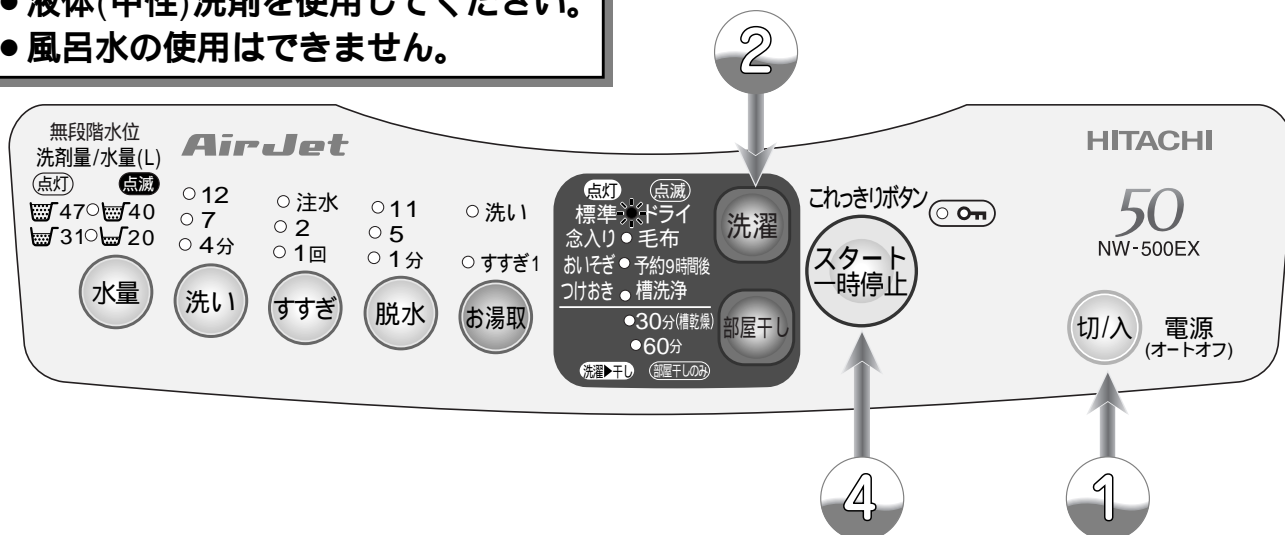 ●液体(中性)洗剤を使用してください。
●風呂水の使用はできません。
2
無段階水位
洗剤量/水量(L)
点灯 点滅
47 40
31 20
水量
AirJet
12
7
4分
洗い
注水
2
1回
すすぎ
11
5
1分
脱水
洗い
すすぎ1
お湯取
点灯 点滅
標準 ドライ
念入り 毛布
おいそぎ 予約9時間後
つけおき 槽洗浄
30分(槽乾燥)
60分
洗濯▶干し 部屋干しのみ
洗濯
部屋干し
これっきりボタン
スタート
一時停止
HITACHI
50
NW-500EX
切/入
電源
(オートオフ)
4
1